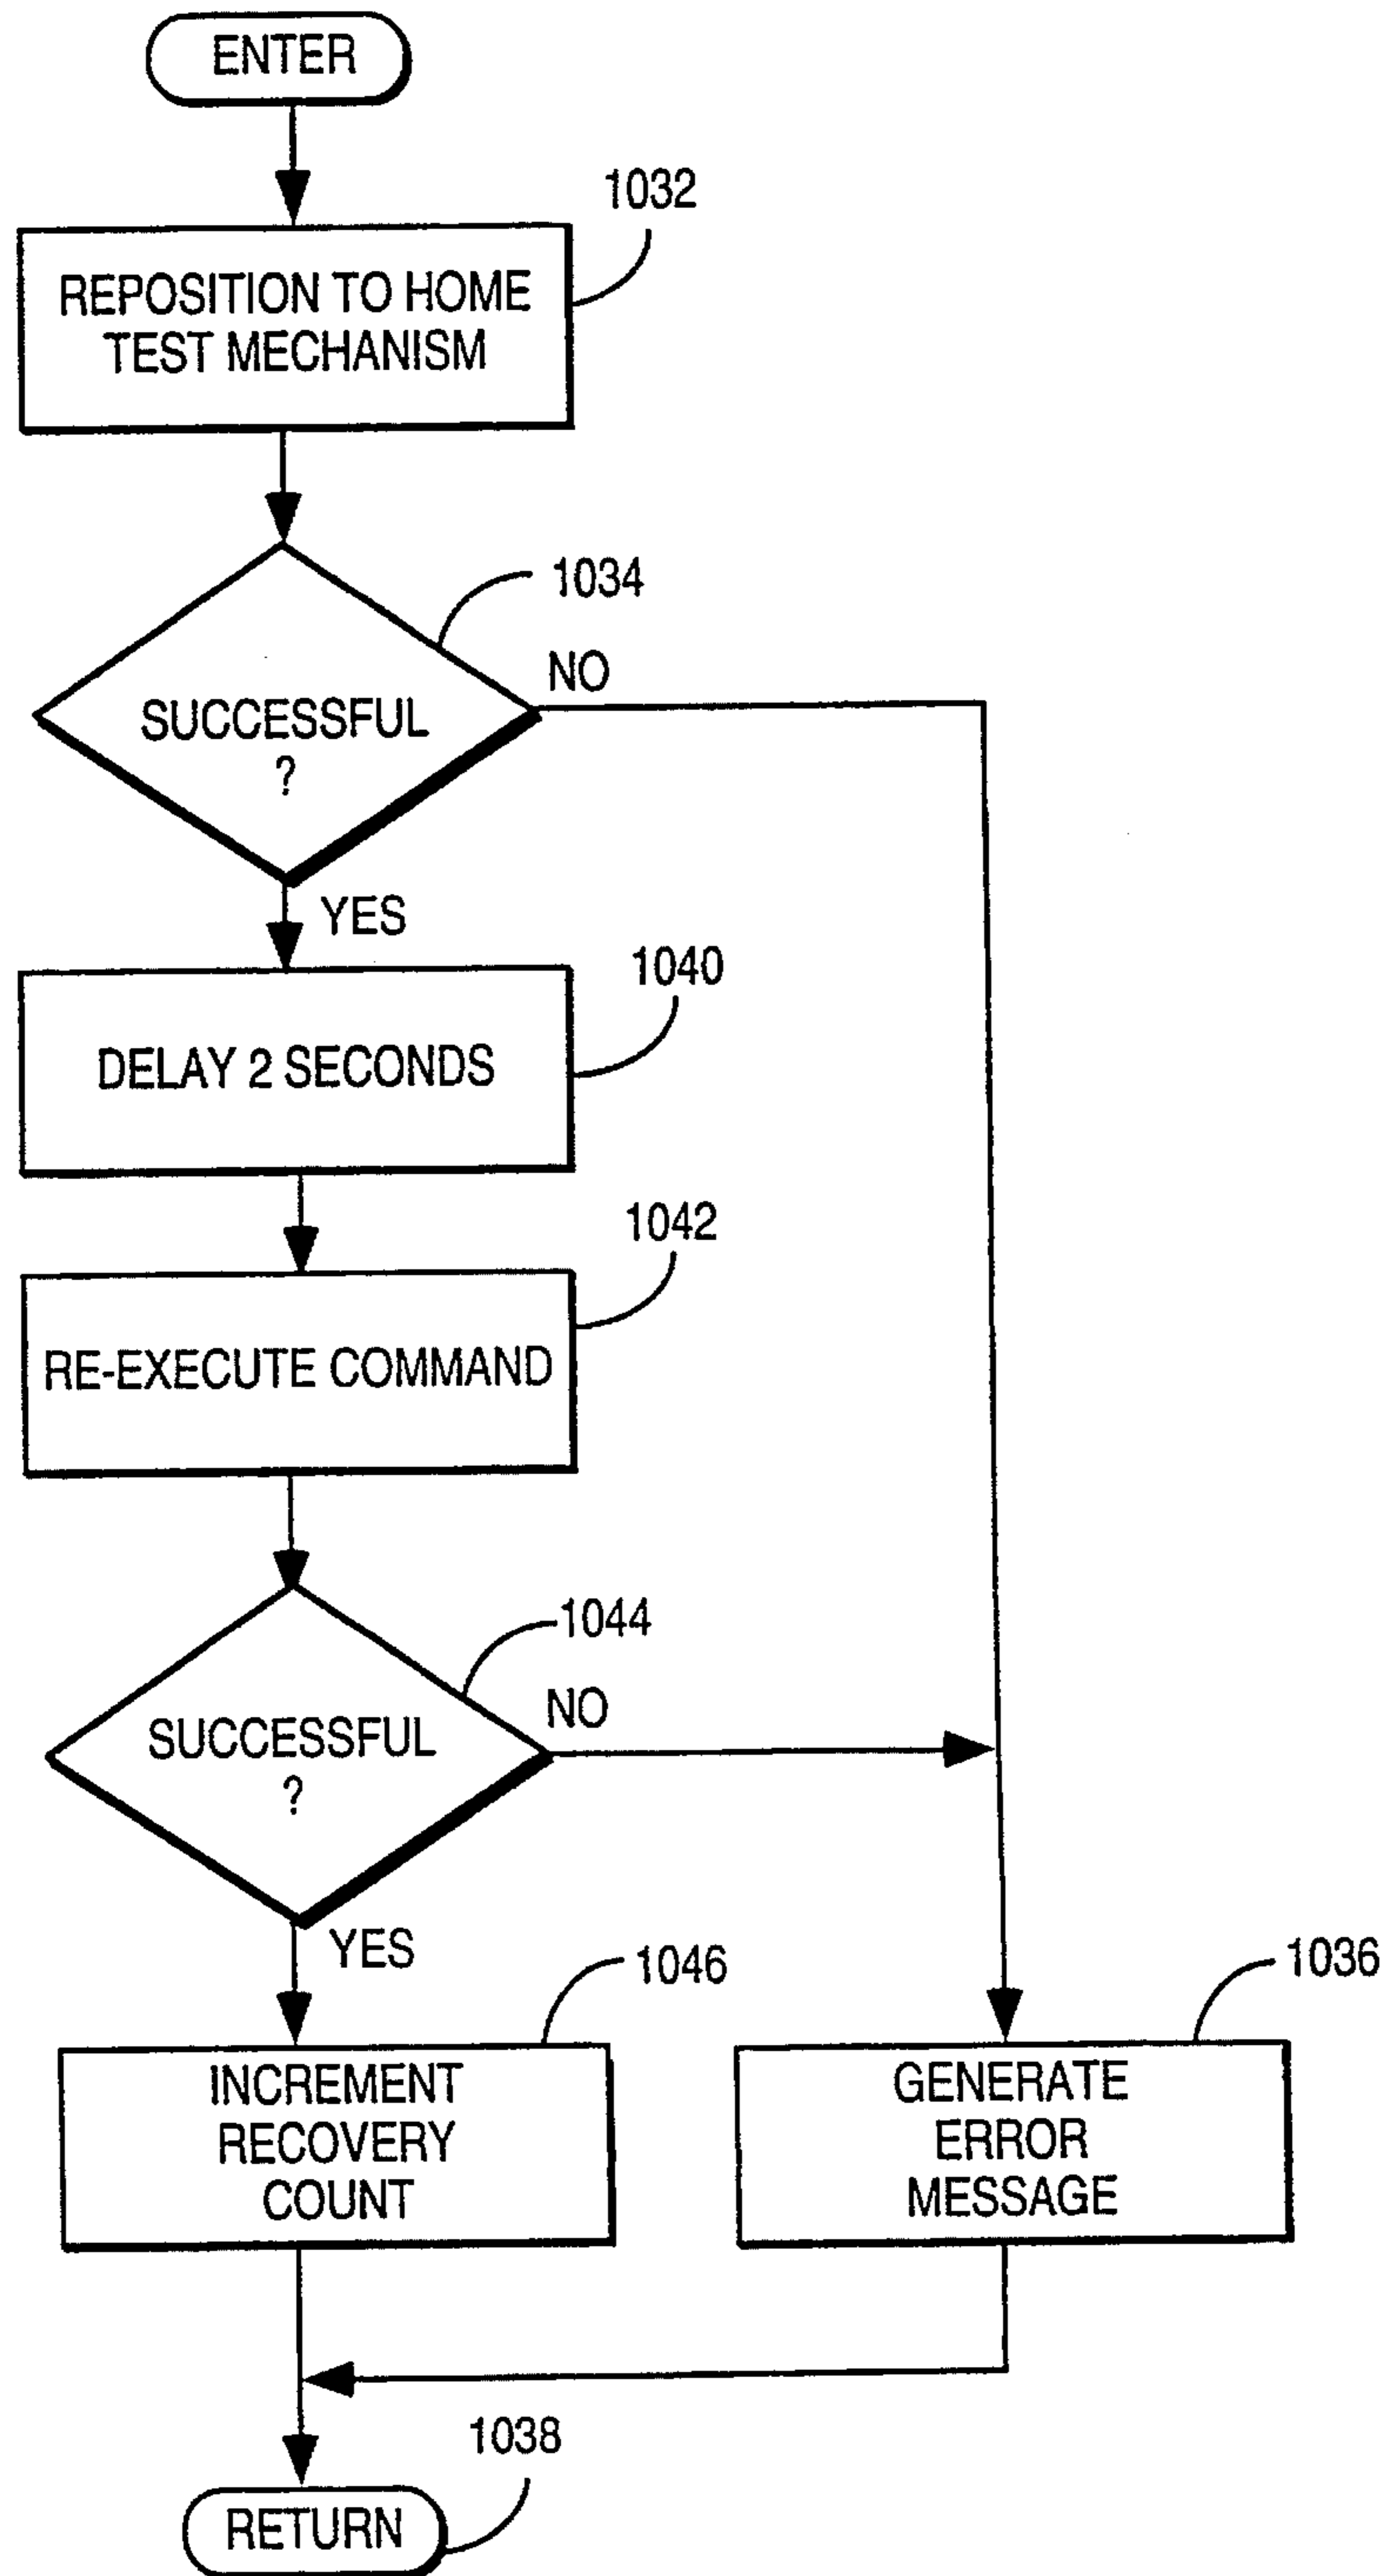 ENTER
1032
REPOSITION TO HOME
TEST MECHANISM
1034
NO
SUCCESSFUL
?
YES
1040
DELAY 2 SECONDS
1042
RE-EXECUTE COMMAND
1044
NO
SUCCESSFUL
?
YES
1046
1036
INCREMENT
RECOVERY
COUNT
GENERATE
ERROR
MESSAGE
1038
RETURN